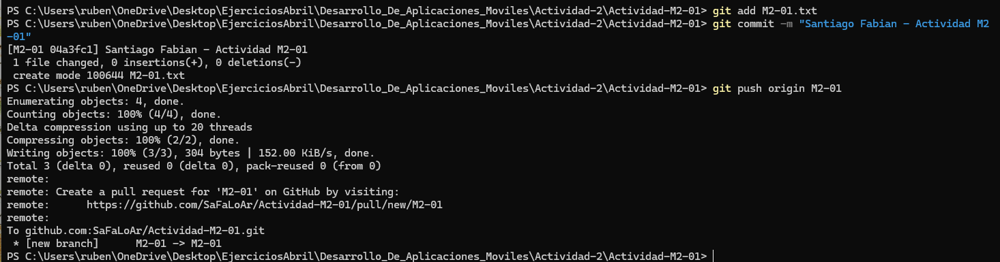 PS C:\Users\ruben\OneDrive\Desktop\EjerciciosAbril\Desarrollo_De_Aplicaciones_Moviles\Actividad-2\Actividad-M2-01> git add M2-01.txt
PS C:\Users\ruben\OneDrive\Desktop\EjerciciosAbril\Desarrollo_De_Aplicaciones_Moviles\Actividad-2\Actividad-M2-01> git commit -m "Santiago Fabian - Actividad M2
-01"
[M2-01 04a3fc1] Santiago Fabian - Actividad M2-01
 1 file changed, 0 insertions(+), 0 deletions(-)
 create mode 100644 M2-01.txt
PS C:\Users\ruben\OneDrive\Desktop\EjerciciosAbril\Desarrollo_De_Aplicaciones_Moviles\Actividad-2\Actividad-M2-01> git push origin M2-01
Enumerating objects: 4, done.
Counting objects: 100% (4/4), done.
Delta compression using up to 20 threads
Compressing objects: 100% (2/2), done.
Writing objects: 100% (3/3), 304 bytes | 152.00 KiB/s, done.
Total 3 (delta 0), reused 0 (delta 0), pack-reused 0 (from 0)
remote:
remote: Create a pull request for 'M2-01' on GitHub by visiting:
remote:      https://github.com/SaFaLoAr/Actividad-M2-01/pull/new/M2-01
remote:
To github.com:SaFaLoAr/Actividad-M2-01.git
 * [new branch]      M2-01 -> M2-01
PS C:\Users\ruben\OneDrive\Desktop\EjerciciosAbril\Desarrollo_De_Aplicaciones_Moviles\Actividad-2\Actividad-M2-01>